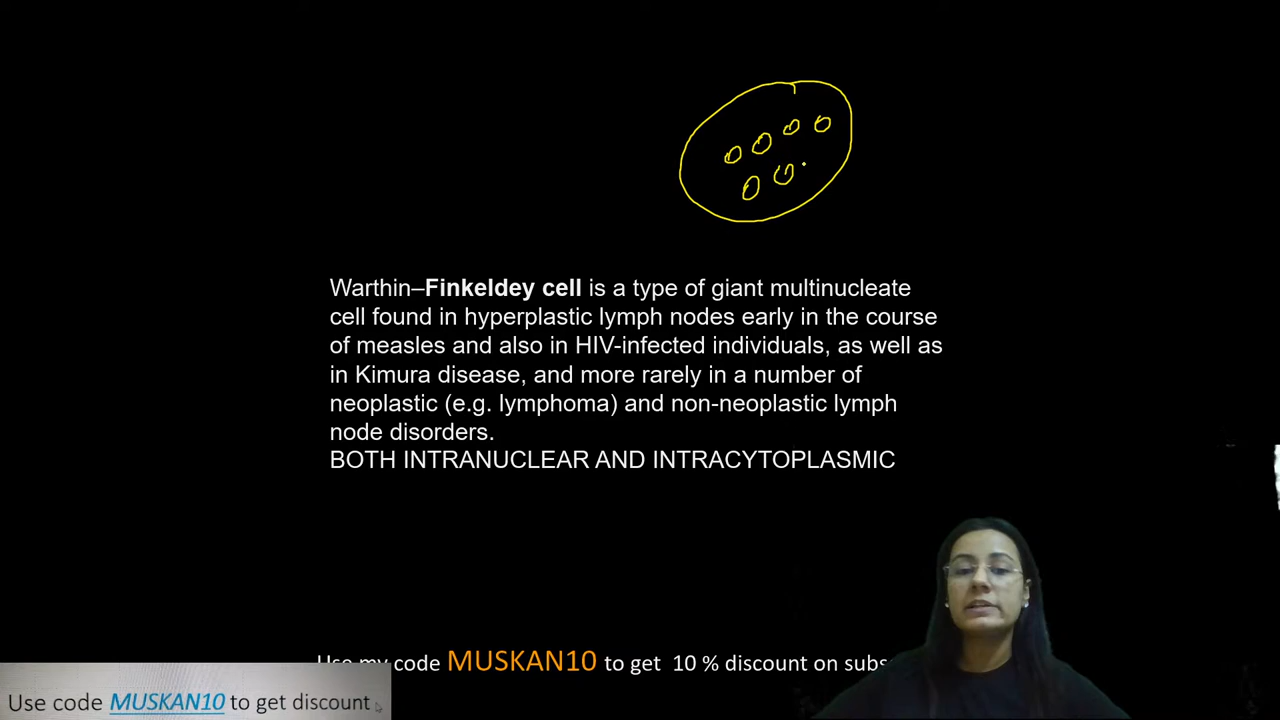 Warthin–Finkeldey cell is a type of giant multinucleate
cell found in hyperplastic lymph nodes early in the course
of measles and also in HIV-infected individuals, as well as
in Kimura disease, and more rarely in a number of
neoplastic (e.g. lymphoma) and non-neoplastic lymph
node disorders.
BOTH INTRANUCLEAR AND INTRACYTOPLASMIC
Use my code MUSKAN10 to get 10 % discount on
Use code MUSKAN10 to get discount